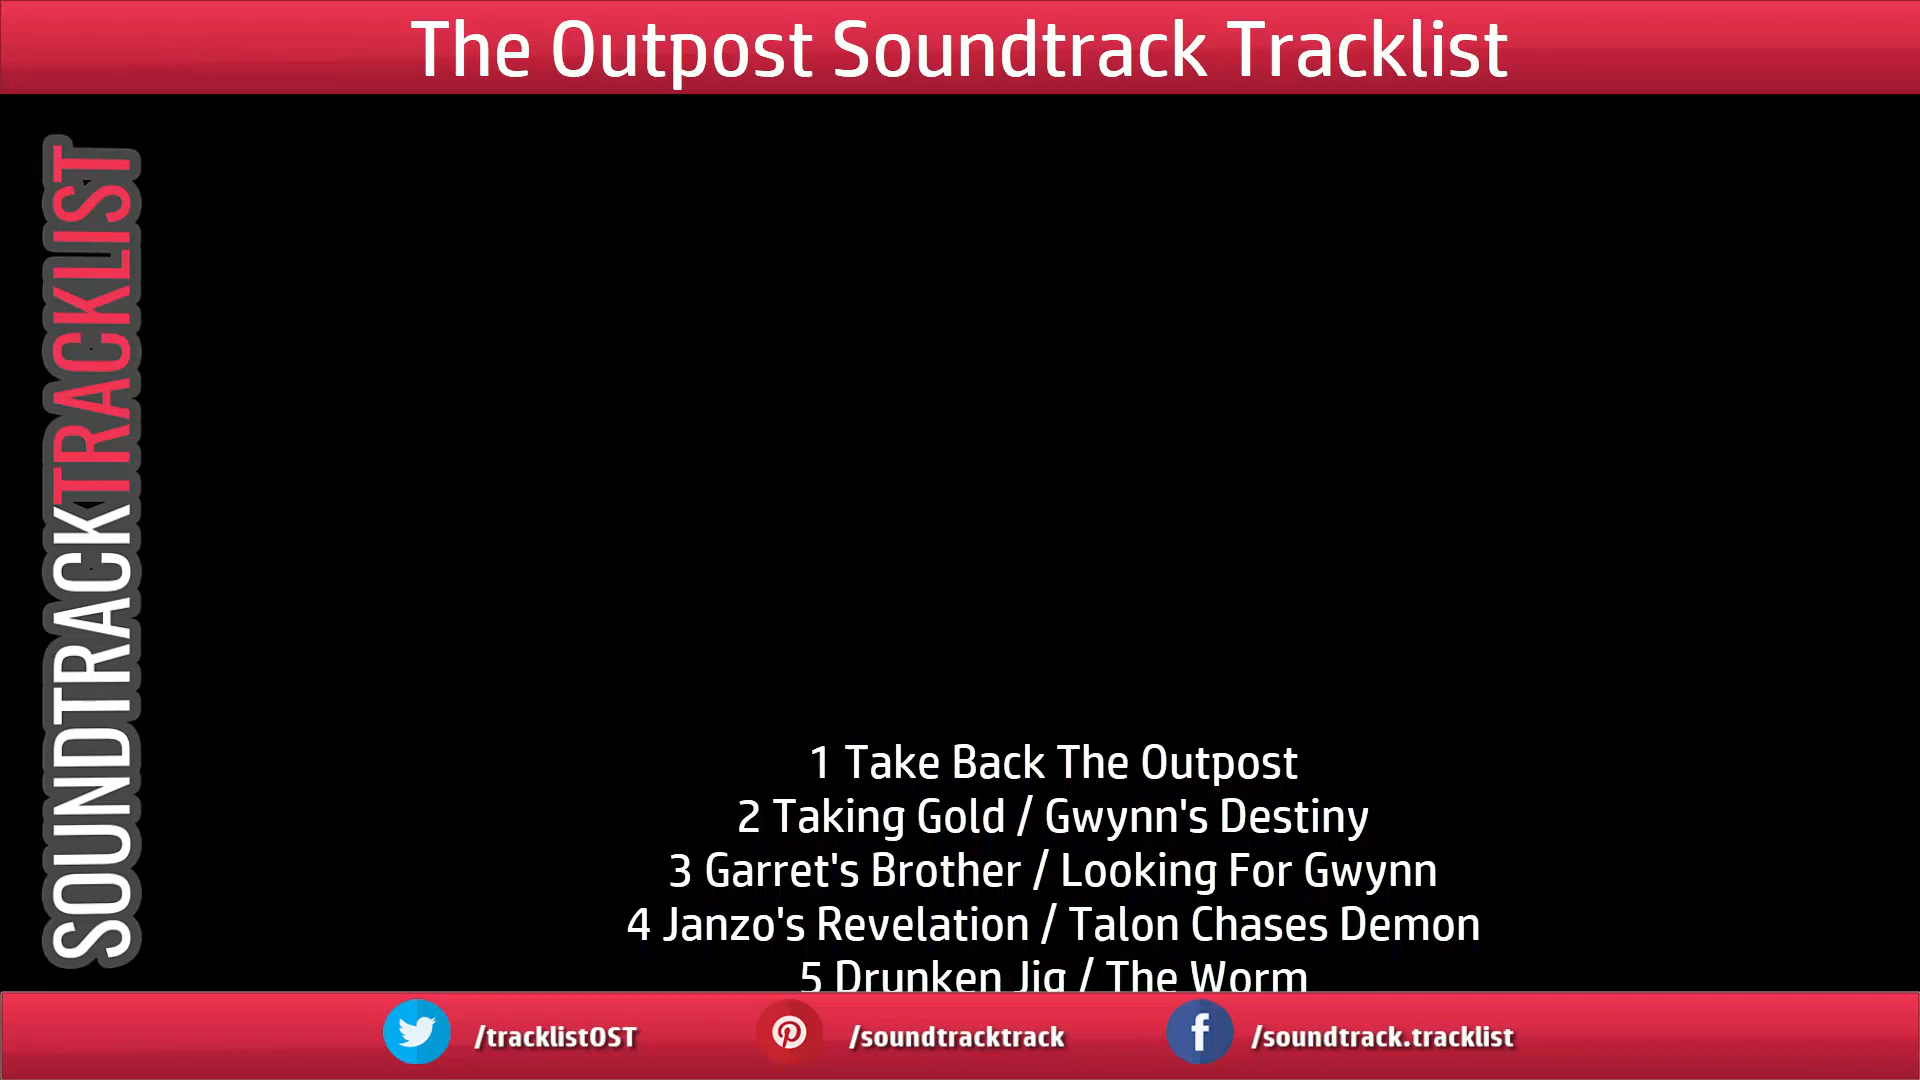 The Outpost Soundtrack Tracklist
SOUNDTRACKTRACKLIST
1 Take Back The Outpost
2 Taking Gold / Gwynn's Destiny
3 Garret's Brother / Looking For Gwynn
4 Janzo's Revelation / Talon Chases Demon
5 Drunken Jig / The Worm
/tracklistOST
/soundtracktrack
/soundtrack.tracklist